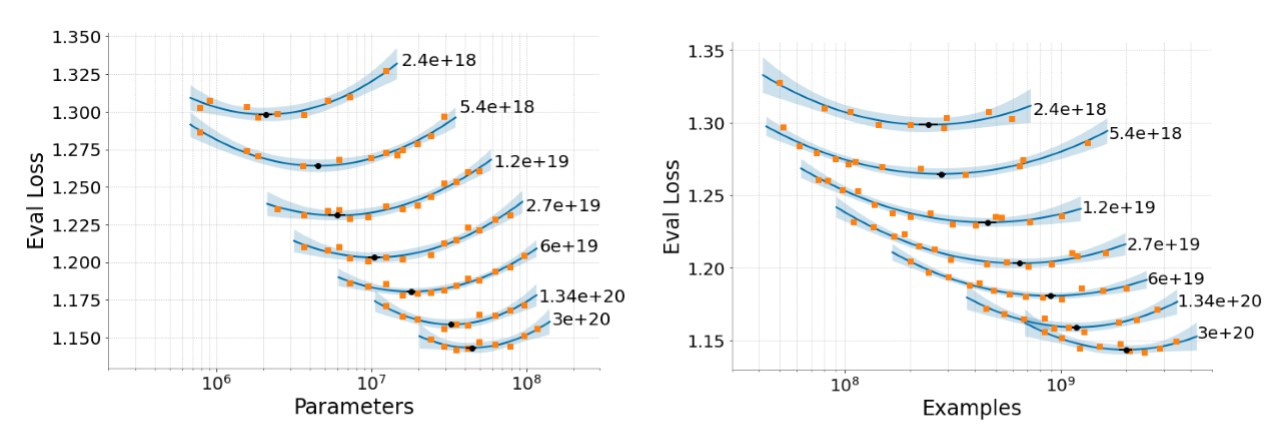 1.350
1.325
1.300
1.275
1.250
1.225
1.200
1.175
1.150
Eval Loss
2.4e+18
5.4e+18
1.2e+19
2.7e+19
6e+19
1.34e+20
3e+20
10⁶
10⁷
10⁸
Parameters
1.35
1.30
1.25
1.20
1.15
Eval Loss
2.4e+18
5.4e+18
1.2e+19
2.7e+19
6e+19
1.34e+20
3e+20
10⁸
10⁹
Examples